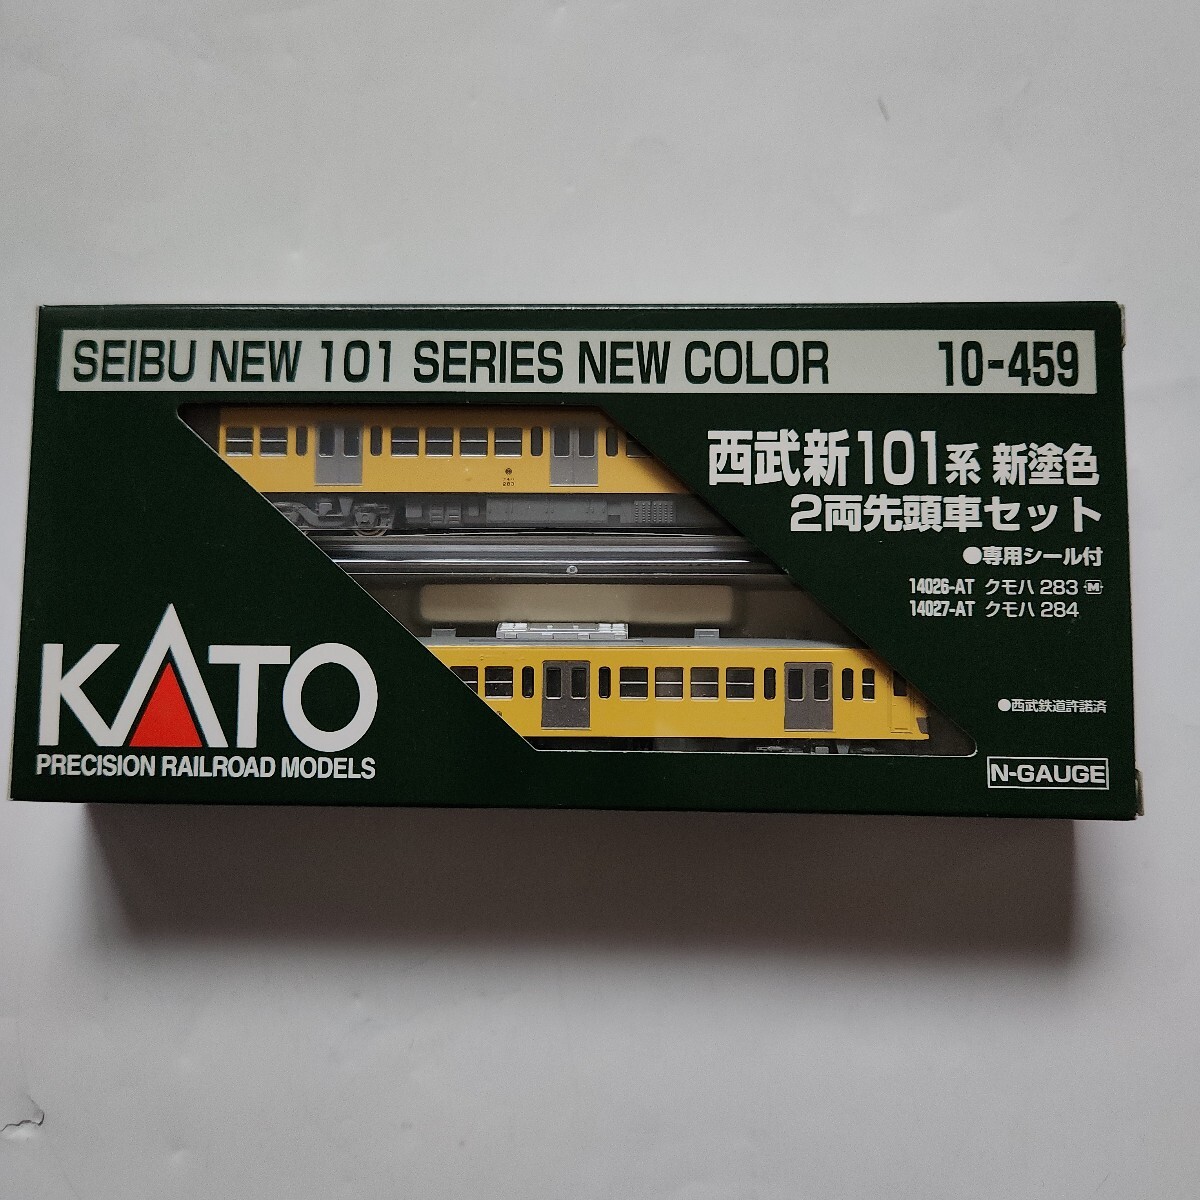 SEIBU NEW 101 SERIES NEW COLOR 10-459
西武新101系 新塗色
2両先頭車セット
●専用シール付
14026-AT クモハ 283 M
14027-AT クモハ 284
●西武鉄道許諾済
KATO
PRECISION RAILROAD MODELS
N-GAUGE
283